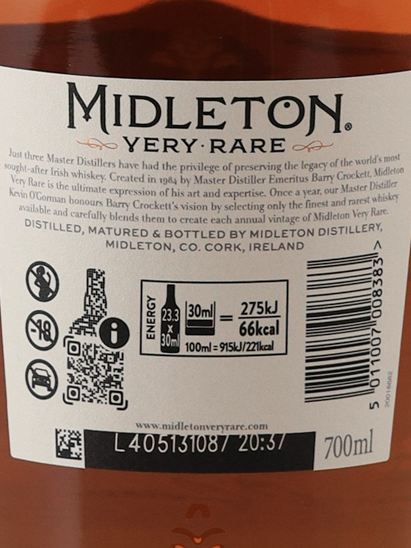 MIDLETON®
VERY·RARE
Just three Master Distillers have had the privilege of preserving the legacy of the world's most
sought-after Irish whiskey. Created in 1984 by Master Distiller Emeritus Barry Crockett, Midleton
Very Rare is the ultimate expression of his art and expertise. Once a year, our Master Distiller
Kevin O'Gorman honours Barry Crockett's vision by selecting only the finest and rarest whiskey
available and carefully blends them to create each annual vintage of Midleton Very Rare.
DISTILLED, MATURED & BOTTLED BY MIDLETON DISTILLERY,
MIDLETON, CO. CORK, IRELAND
-18
i
ENERGY
23.3
x
30ml
30ml
=
275kJ
66kcal
100ml = 915kJ/221kcal
5 011007 008383 >
20016662
www.midletonveryrare.com
L405131087 20:37
700ml